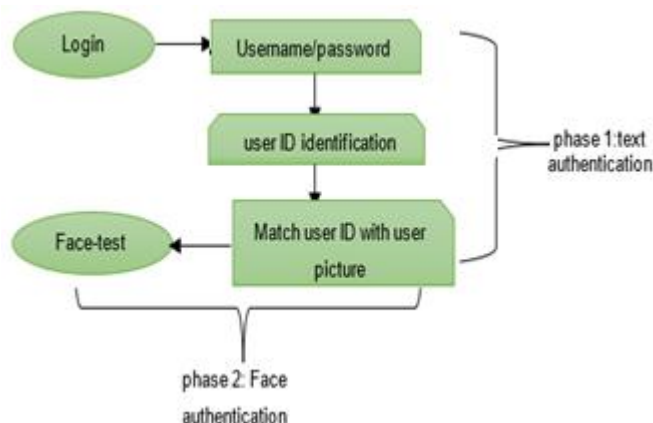 Login
Username/password
user ID identification
phase 1:text
authentication
Face-test
Match user ID with user
picture
phase 2: Face
authentication